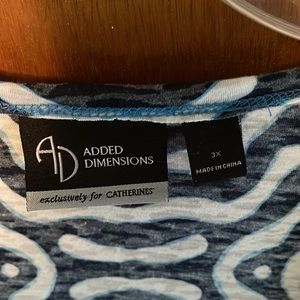 AD
ADDED
DIMENSIONS
exclusively for CATHERINES®
3X
MADE IN CHINA